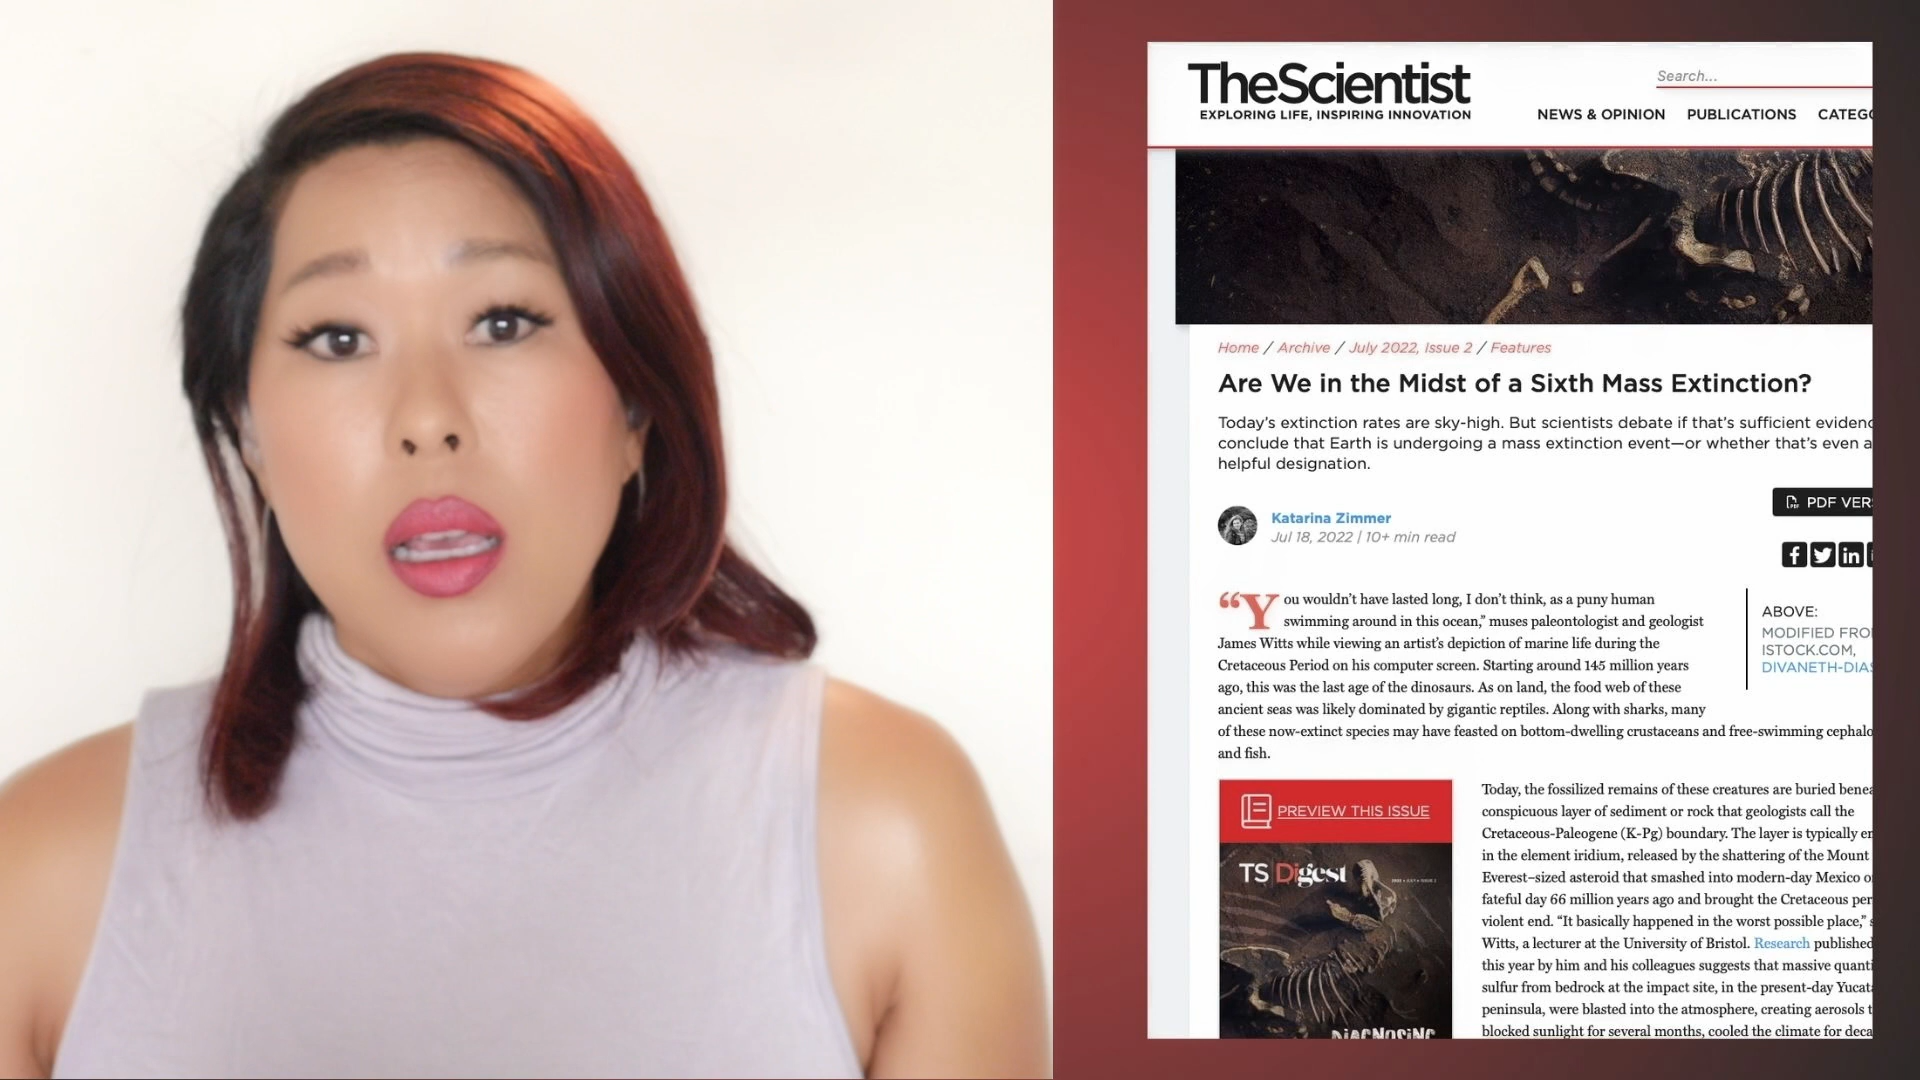 TheScientist
EXPLORING LIFE, INSPIRING INNOVATION
Search...
NEWS & OPINION PUBLICATIONS
Home / Archive / July 2022, Issue 2 / Features
Are We in the Midst of a Sixth Mass Extinction?
Today's extinction rates are sky-high. But scientists debate if that's sufficient
conclude that Earth is undergoing a mass extinction event—or whether that's even a
helpful designation.
PDF
Katarina Zimmer
Jul 18, 2022 | 10+ min read
“You wouldn't have lasted long, I don't think, as a puny human
swimming around in this ocean,” muses paleontologist and geologist
James Witts while viewing an artist's depiction of marine life during the
Cretaceous Period on his computer screen. Starting around 145 million years
ago, this was the last age of the dinosaurs. As on land, the food web of these
ancient seas was likely dominated by gigantic reptiles. Along with sharks, many
of these now-extinct species may have feasted on bottom-dwelling crustaceans and free-swimming
and fish.
ABOVE:
MODIFIED
ISTOCK.COM,
PREVIEW THIS ISSUE
TS Digest
DIAGNOSING
Today, the fossilized remains of these creatures are buried
conspicuous layer of sediment or rock that geologists call the
Cretaceous-Paleogene (K-Pg) boundary. The layer is typically
in the element iridium, released by the shattering of the Mount
Everest–sized asteroid that smashed into modern-day Mexico
fateful day 66 million years ago and brought the Cretaceous
violent end. “It basically happened in the worst possible place,”
Witts, a lecturer at the University of Bristol. Research published
this year by him and his colleagues suggests that massive
sulfur from bedrock at the impact site, in the present-day
peninsula, were blasted into the atmosphere, creating aerosols
blocked sunlight for several months, cooled the climate for